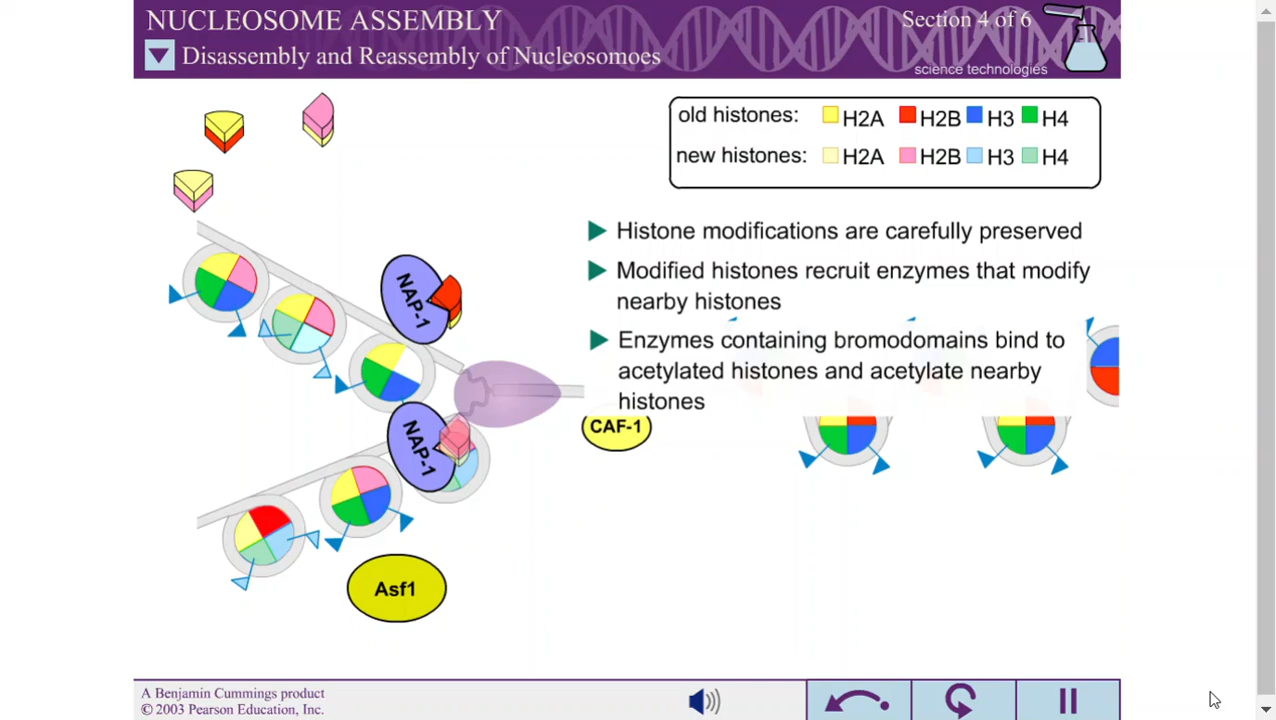 NUCLEOSOME ASSEMBLY
Section 4 of 6
Disassembly and Reassembly of Nucleosomoes
science technologies
old histones: H2A H2B H3 H4
new histones: H2A H2B H3 H4
Histone modifications are carefully preserved
Modified histones recruit enzymes that modify
nearby histones
Enzymes containing bromodomains bind to
acetylated histones and acetylate nearby
histones
NAP-1
NAP-1
CAF-1
Asf1
A Benjamin Cummings product
© 2003 Pearson Education, Inc.